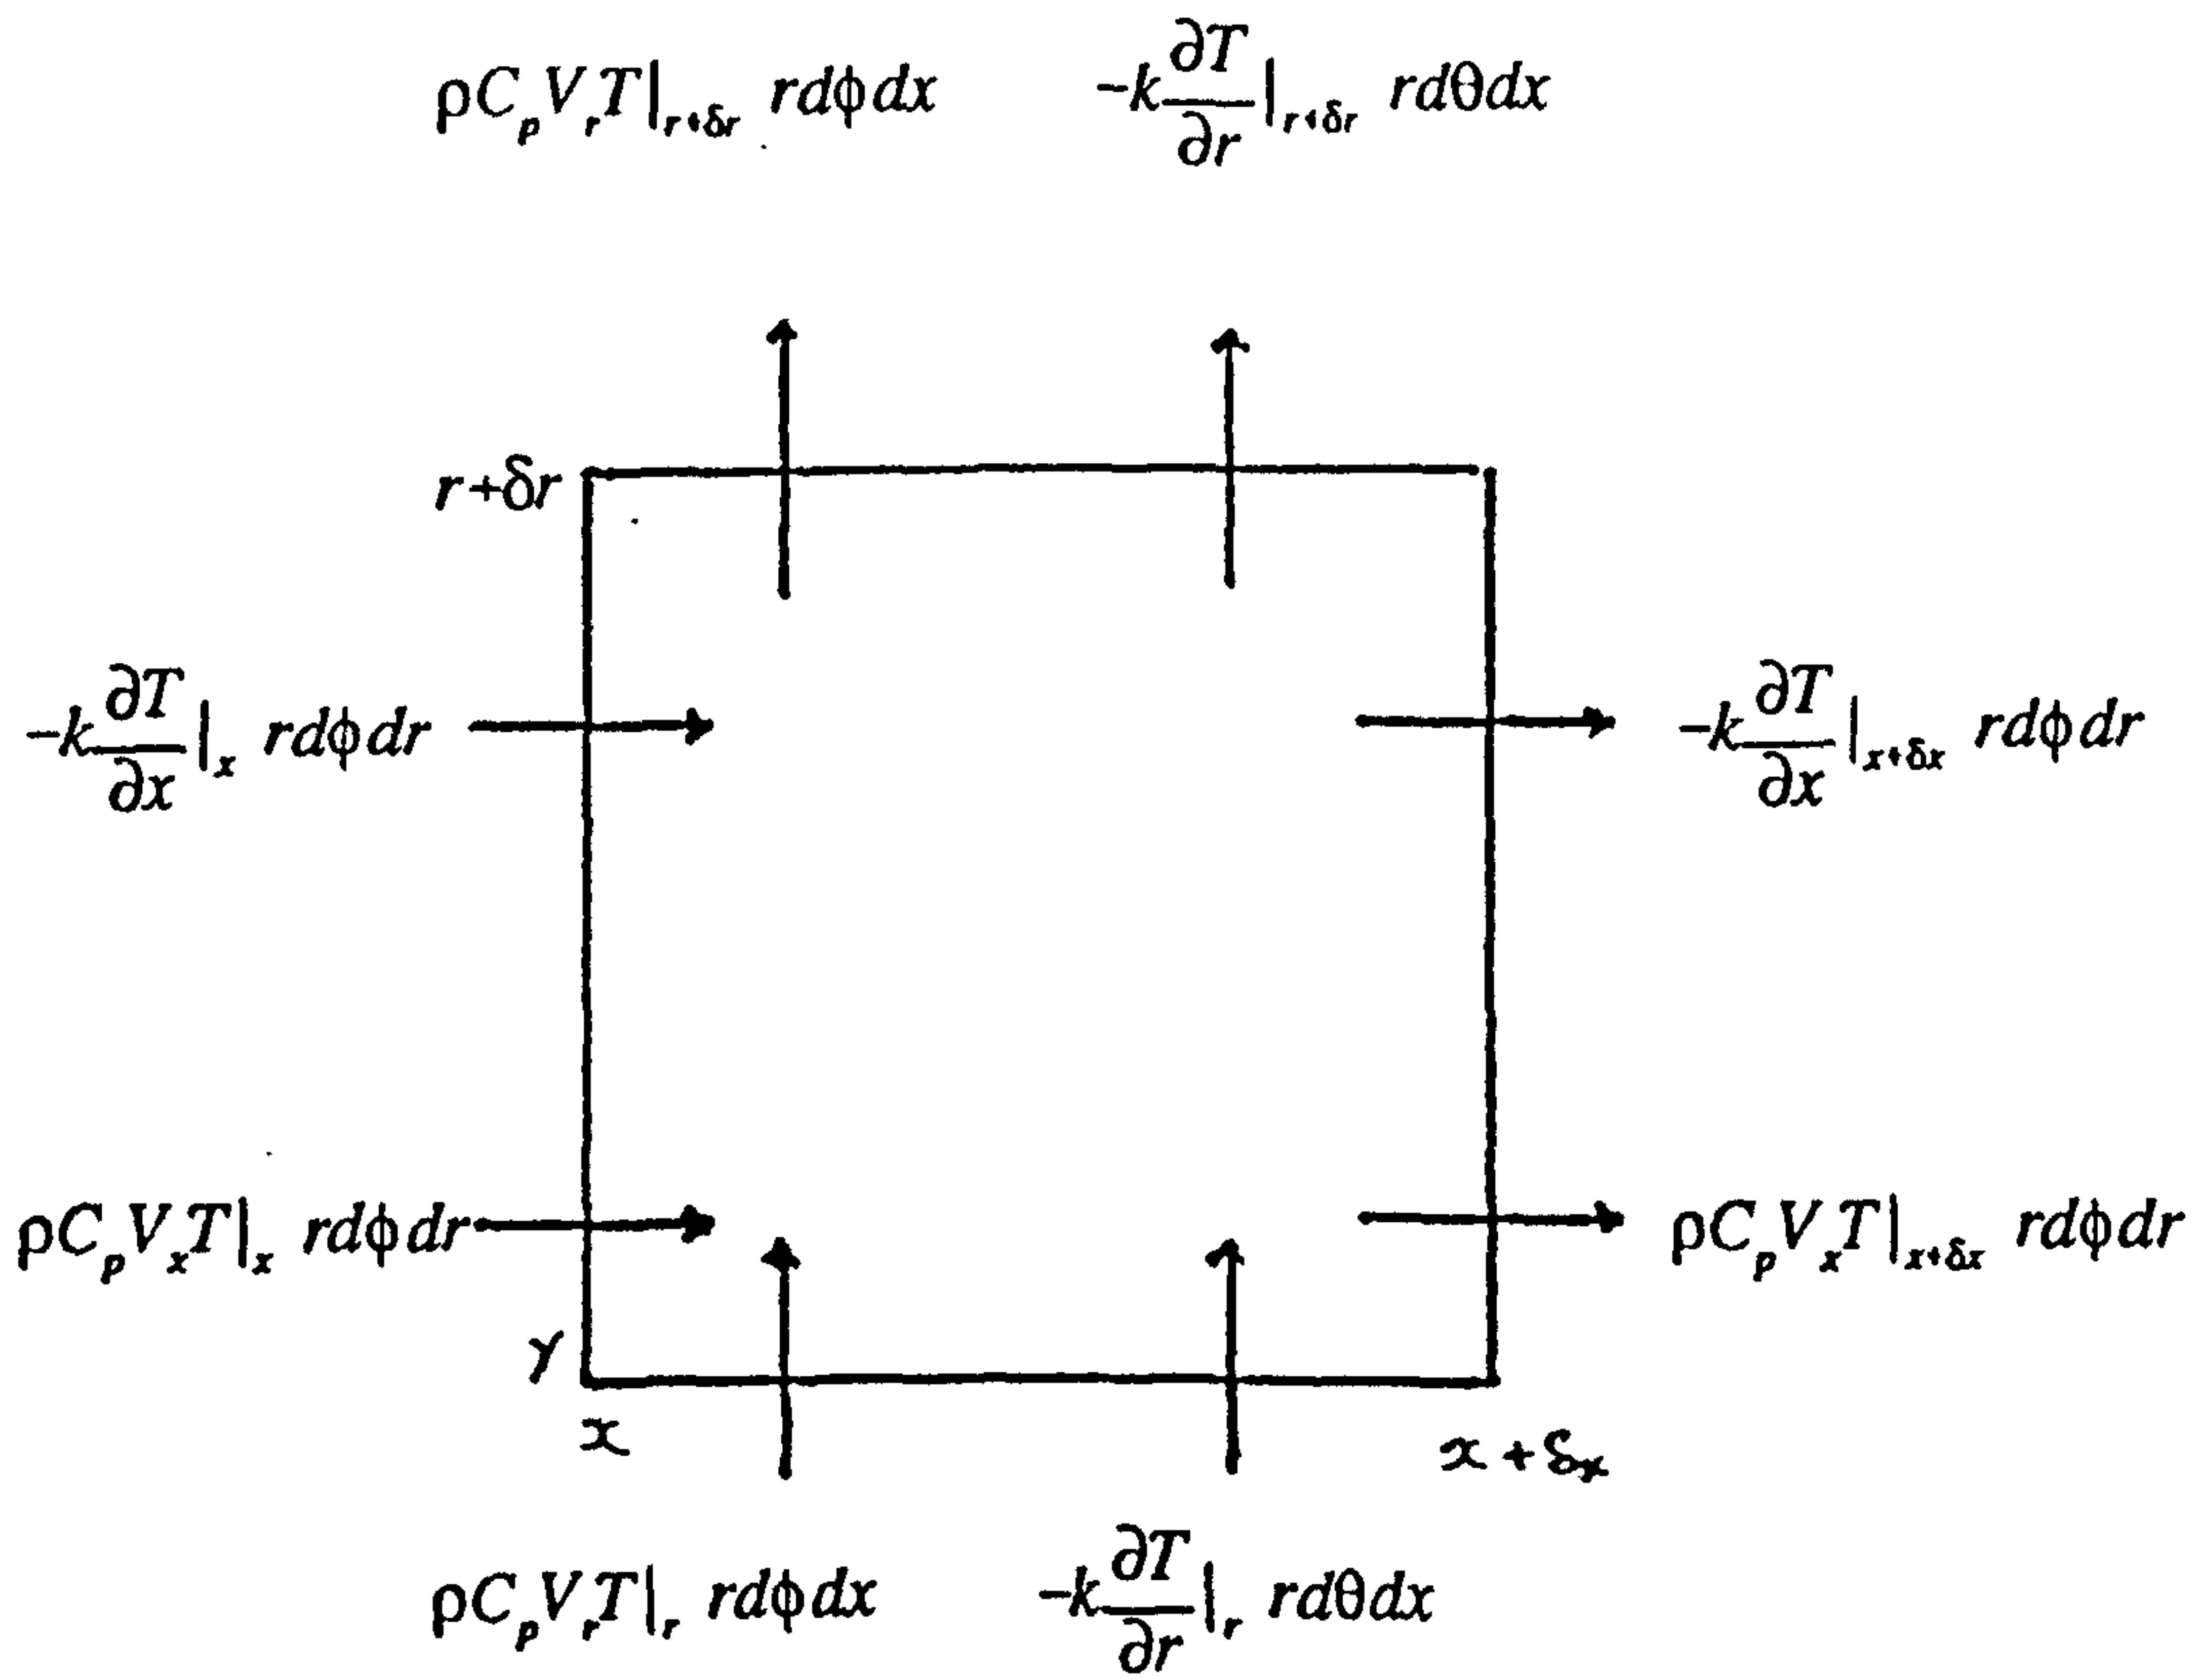 ρC_pV_rT|_{r+δr} rdϕdx -k∂T/∂r|_{r+δr} rdθdx
r+δr
-k∂T/∂x|_x rdϕdr -k∂T/∂x|_{x+δx} rdϕdr
ρC_pV_xT|_x rdϕdr ρC_pV_xT|_{x+δx} rdϕdr
r
x x+δx
ρC_pV_rT|_r rdϕdx -k∂T/∂r|_r rdθdx